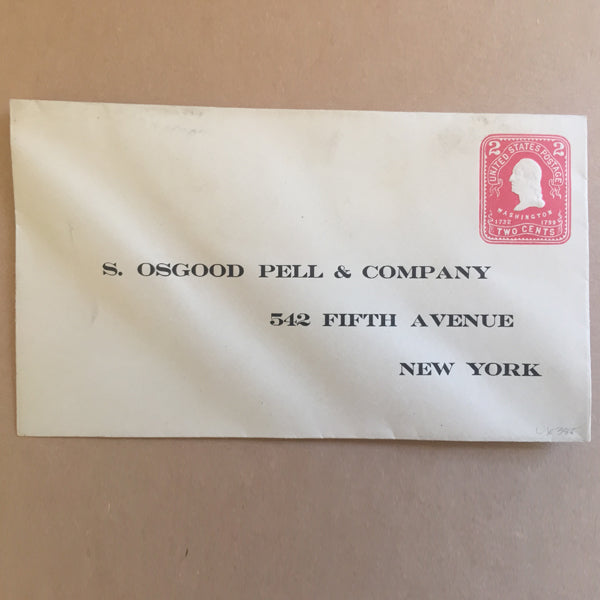 2 2
UNITED STATES POSTAGE
WASHINGTON
1732 1799
TWO CENTS
S. OSGOOD PELL & COMPANY
542 FIFTH AVENUE
NEW YORK